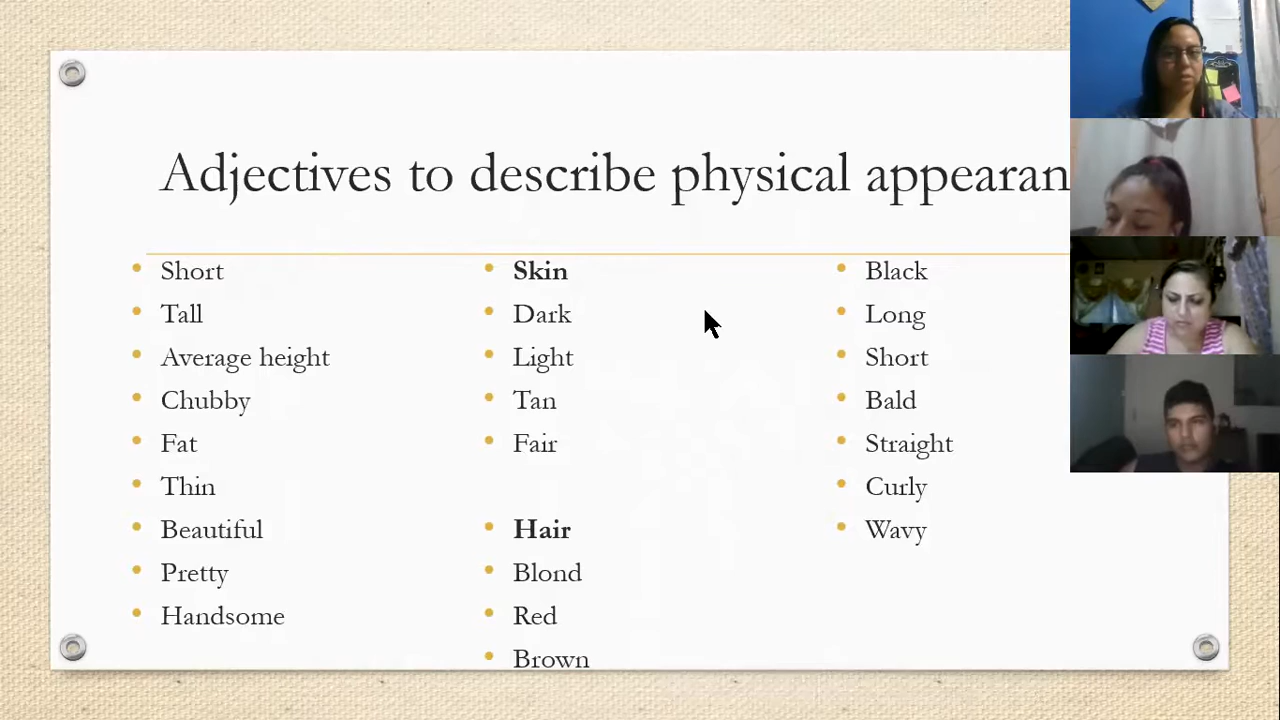 Adjectives to describe physical appearan
Short
Tall
Average height
Chubby
Fat
Thin
Beautiful
Pretty
Handsome
Skin
Dark
Light
Tan
Fair
Hair
Blond
Red
Brown
Black
Long
Short
Bald
Straight
Curly
Wavy